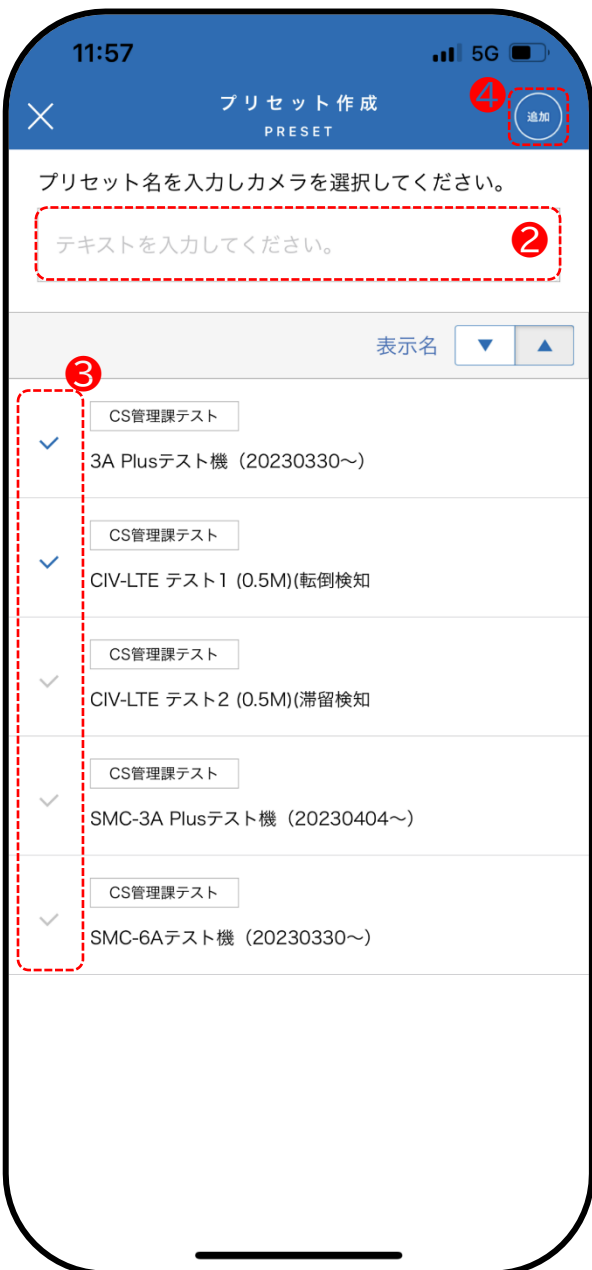 11:57 5G
プリセット作成 ❹ 追加
PRESET
プリセット名を入力しカメラを選択してください。
テキストを入力してください。 ❷
表示名 ▼ ▲
❸
CS管理課テスト
3A Plusテスト機（20230330～）
CS管理課テスト
CIV-LTE テスト1 (0.5M)(転倒検知
CS管理課テスト
CIV-LTE テスト2 (0.5M)(滞留検知
CS管理課テスト
SMC-3A Plusテスト機（20230404～）
CS管理課テスト
SMC-6Aテスト機（20230330～）